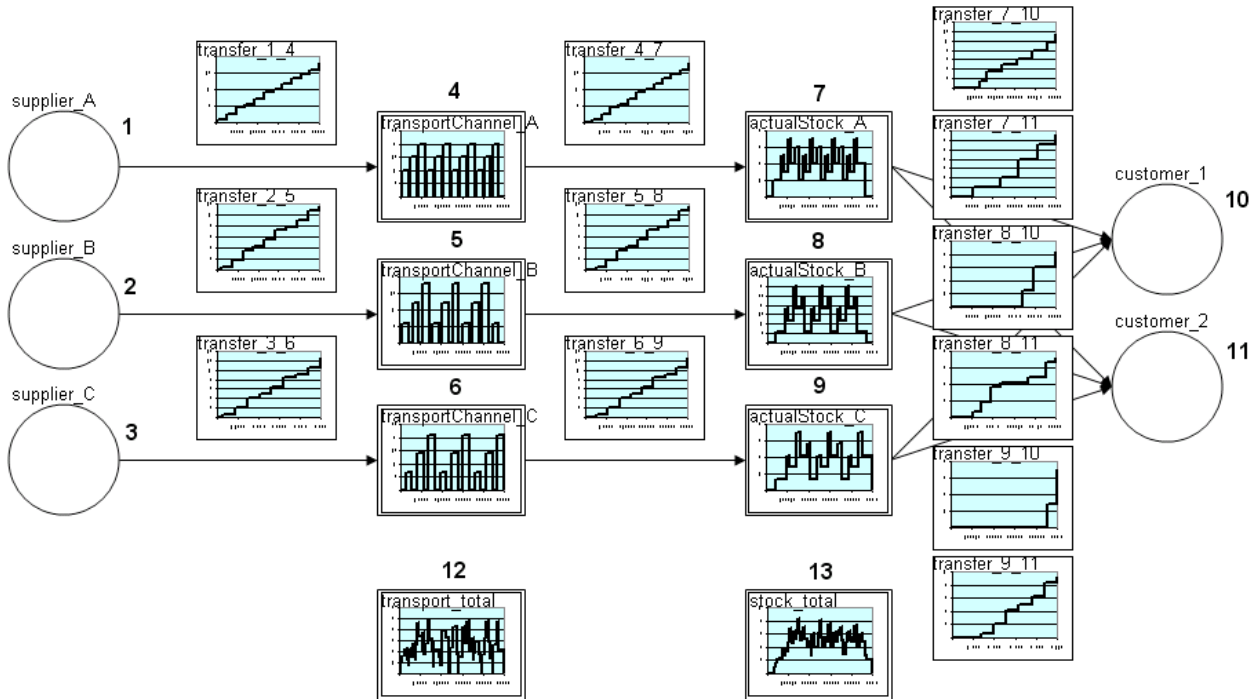 transfer_1_4
transfer_4_7
transfer_7_10
supplier_A
1
4
transportChannel_A
7
actualStock_A
transfer_7_11
customer_1
10
transfer_2_5
transfer_5_8
supplier_B
2
5
transportChannel_B
8
actualStock_B
transfer_8_10
customer_2
11
transfer_3_6
transfer_6_9
transfer_8_11
supplier_C
3
6
transportChannel_C
9
actualStock_C
transfer_9_10
12
transport_total
13
stock_total
transfer_9_11